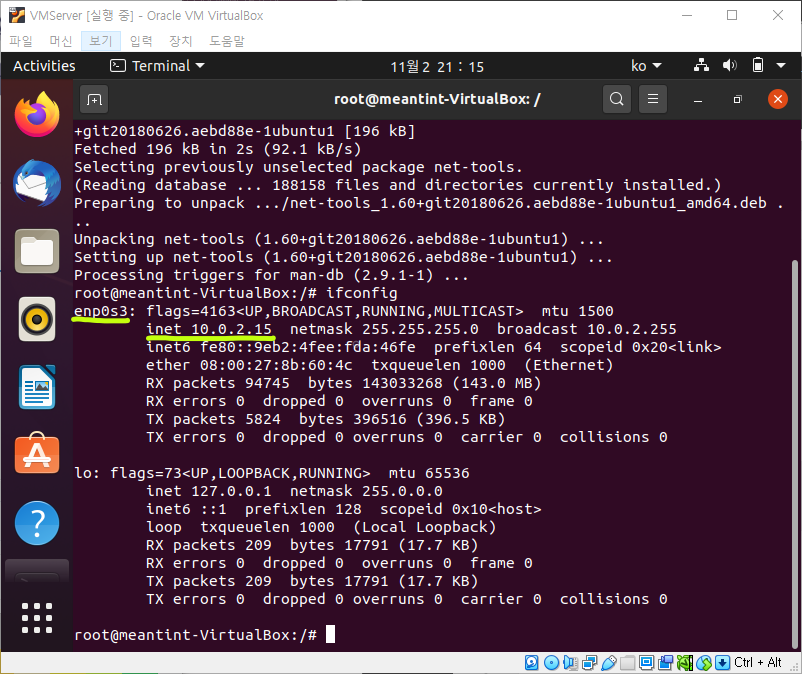 VMServer [실행 중] - Oracle VM VirtualBox
파일 머신 보기 입력 장치 도움말
Activities Terminal 11월 2 21 : 15 ko
root@meantint-VirtualBox: /
+git20180626.aebd88e-1ubuntu1 [196 kB]
Fetched 196 kB in 2s (92.1 kB/s)
Selecting previously unselected package net-tools.
(Reading database ... 188158 files and directories currently installed.)
Preparing to unpack .../net-tools_1.60+git20180626.aebd88e-1ubuntu1_amd64.deb .
..
Unpacking net-tools (1.60+git20180626.aebd88e-1ubuntu1) ...
Setting up net-tools (1.60+git20180626.aebd88e-1ubuntu1) ...
Processing triggers for man-db (2.9.1-1) ...
root@meantint-VirtualBox:/# ifconfig
enp0s3: flags=4163<UP,BROADCAST,RUNNING,MULTICAST>  mtu 1500
        inet 10.0.2.15  netmask 255.255.255.0  broadcast 10.0.2.255
        inet6 fe80::9eb2:4fee:fda:46fe  prefixlen 64  scopeid 0x20<link>
        ether 08:00:27:8b:60:4c  txqueuelen 1000  (Ethernet)
        RX packets 94745  bytes 143033268 (143.0 MB)
        RX errors 0  dropped 0  overruns 0  frame 0
        TX packets 5824  bytes 396516 (396.5 KB)
        TX errors 0  dropped 0 overruns 0  carrier 0  collisions 0
lo: flags=73<UP,LOOPBACK,RUNNING>  mtu 65536
        inet 127.0.0.1  netmask 255.0.0.0
        inet6 ::1  prefixlen 128  scopeid 0x10<host>
        loop  txqueuelen 1000  (Local Loopback)
        RX packets 209  bytes 17791 (17.7 KB)
        RX errors 0  dropped 0  overruns 0  frame 0
        TX packets 209  bytes 17791 (17.7 KB)
        TX errors 0  dropped 0 overruns 0  carrier 0  collisions 0
root@meantint-VirtualBox:/#
Ctrl + Alt